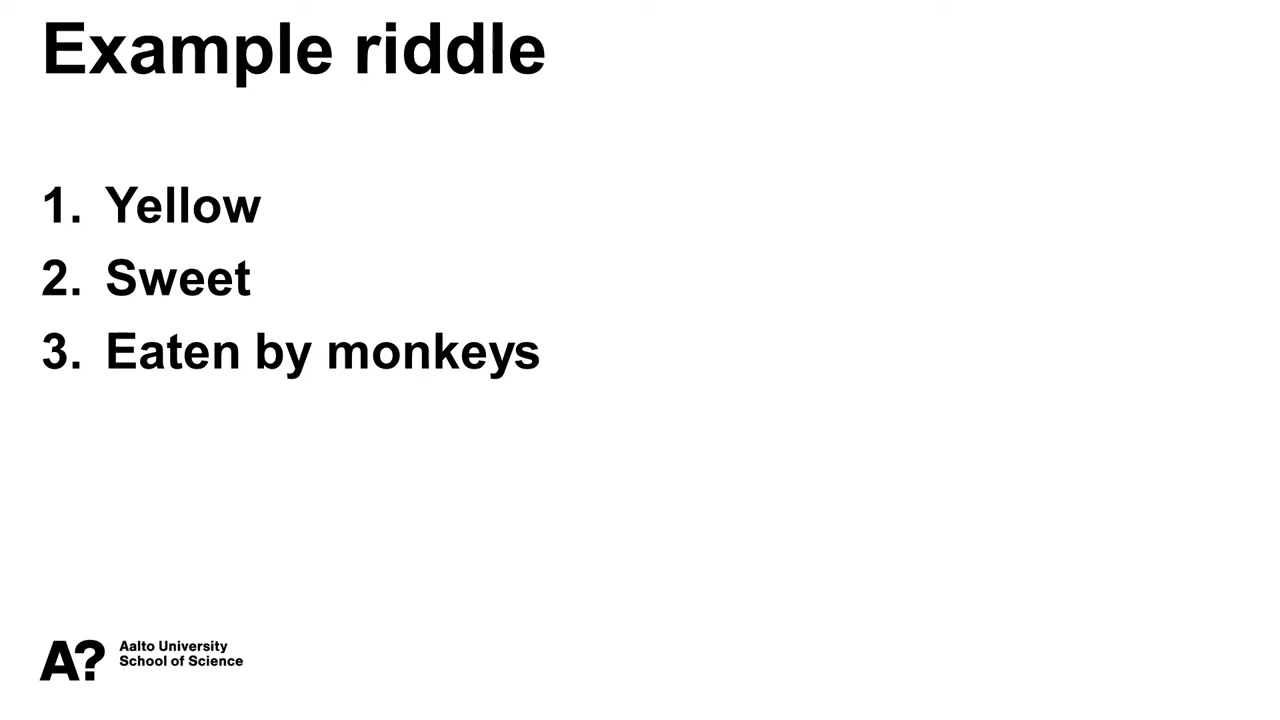 Example riddle
1. Yellow
2. Sweet
3. Eaten by monkeys
A?
Aalto University
School of Science